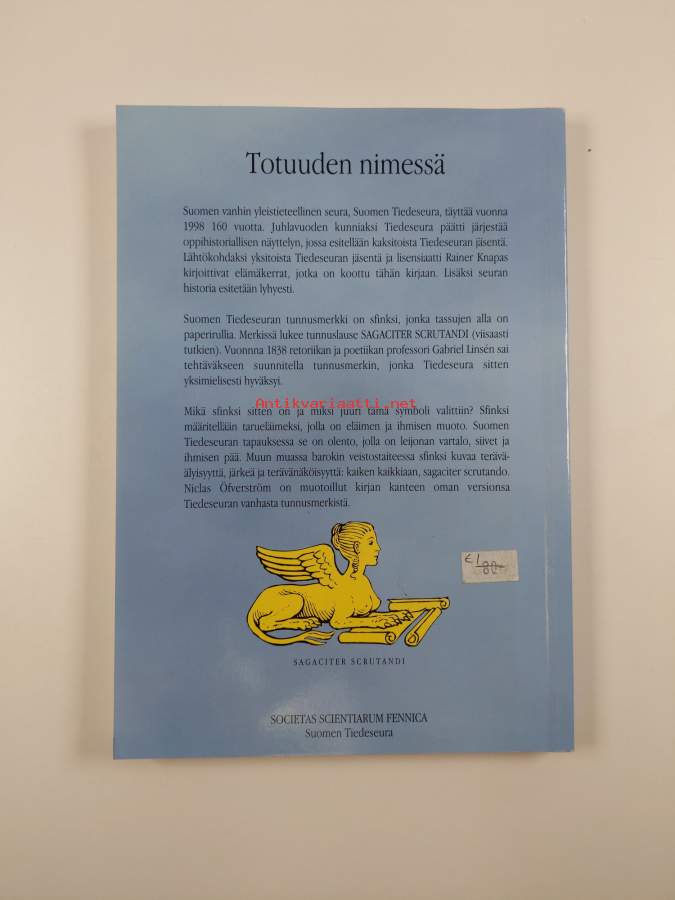 Totuuden nimessä
Suomen vanhin yleistieteellinen seura, Suomen Tiedeseura, täyttää vuonna
1998 160 vuotta. Juhlavuoden kunniaksi Tiedeseura päätti järjestää
oppihistoriallisen näyttelyn, jossa esitellään kaksitoista Tiedeseuran jäsentä.
Lähtökohdaksi yksitoista Tiedeseuran jäsentä ja lisensiaatti Rainer Knapas
kirjoittivat elämäkerrat, jotka on koottu tähän kirjaan. Lisäksi seuran
historia esitetään lyhyesti.
Suomen Tiedeseuran tunnusmerkki on sfinksi, jonka tassujen alla on
paperirullia. Merkissä lukee tunnuslause SAGACITER SCRUTANDI (viisaasti
tutkien). Vuonnna 1838 retoriikan ja poetiikan professori Gabriel Linsén sai
tehtäväkseen suunnitella tunnusmerkin, jonka Tiedeseura sitten
yksimielisesti hyväksyi.
Antikvariaatti.net
Mikä sfinksi sitten on ja miksi juuri tämä symboli valittiin? Sfinksi
määritellään tarueläimeksi, jolla on eläimen ja ihmisen muoto. Suomen
Tiedeseuran tapauksessa se on olento, jolla on leijonan vartalo, siivet ja
ihmisen pää. Muun muassa barokin veistostaiteessa sfinksi kuvaa terävä-
älyisyyttä, järkeä ja terävänäköisyyttä: kaiken kaikkiaan, sagaciter scrutando.
Niclas Öfverström on muotoillut kirjan kanteen oman versionsa
Tiedeseuran vanhasta tunnusmerkistä.
SAGACITER SCRUTANDI
SOCIETAS SCIENTIARUM FENNICA
Suomen Tiedeseura